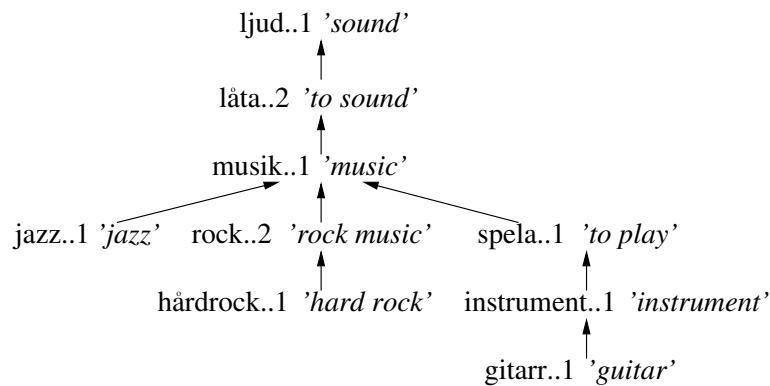 ljud..1 ’sound’
låta..2 ’to sound’
musik..1 ’music’
jazz..1 ’jazz’ rock..2 ’rock music’ spela..1 ’to play’
hårdrock..1 ’hard rock’ instrument..1 ’instrument’
gitarr..1 ’guitar’